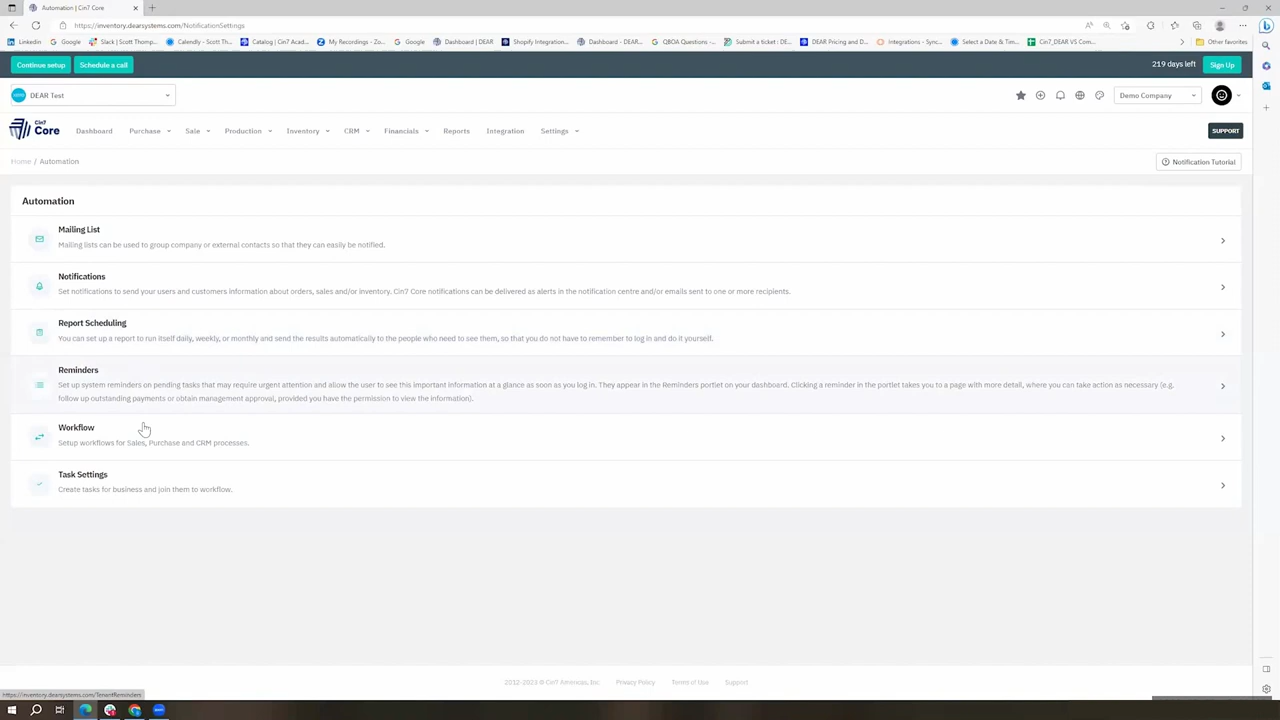 Automation | Cin7 Core
https://inventory.dearsystems.com/NotificationSettings
Linkedin
Google
Slack | Scott Thomp...
Calendly - Scott Th...
Catalog | Cin7 Acad...
My Recordings - Zo...
Google
Dashboard | DEAR
Shopify Integration...
Dashboard - DEAR...
QBOA Questions -...
Submit a ticket : DE...
DEAR Pricing and D...
Integrations - Sync...
Select a Date & Tim...
Cin7_DEAR VS Com...
Other favorites
Continue setup
Schedule a call
219 days left
Sign Up
DEAR Test
Demo Company
Cin7
Core
Dashboard
Purchase
Sale
Production
Inventory
CRM
Financials
Reports
Integration
Settings
SUPPORT
Home / Automation
Notification Tutorial
Automation
Mailing List
Mailing lists can be used to group company or external contacts so that they can easily be notified.
Notifications
Set notifications to send your users and customers information about orders, sales and/or inventory. Cin7 Core notifications can be delivered as alerts in the notification centre and/or emails sent to one or more recipients.
Report Scheduling
You can set up a report to run itself daily, weekly, or monthly and send the results automatically to the people who need to see them, so that you do not have to remember to log in and do it yourself.
Reminders
Set up system reminders on pending tasks that may require urgent attention and allow the user to see this important information at a glance as soon as you log in. They appear in the Reminders portlet on your dashboard. Clicking a reminder in the portlet takes you to a page with more detail, where you can take action as necessary (e.g.
follow up outstanding payments or obtain management approval, provided you have the permission to view the information).
Workflow
Setup workflows for Sales, Purchase and CRM processes.
Task Settings
Create tasks for business and join them to workflow.
2012-2023 © Cin7 Americas, Inc.
Privacy Policy
Terms of Use
Support
https://inventory.dearsystems.com/TenantReminders